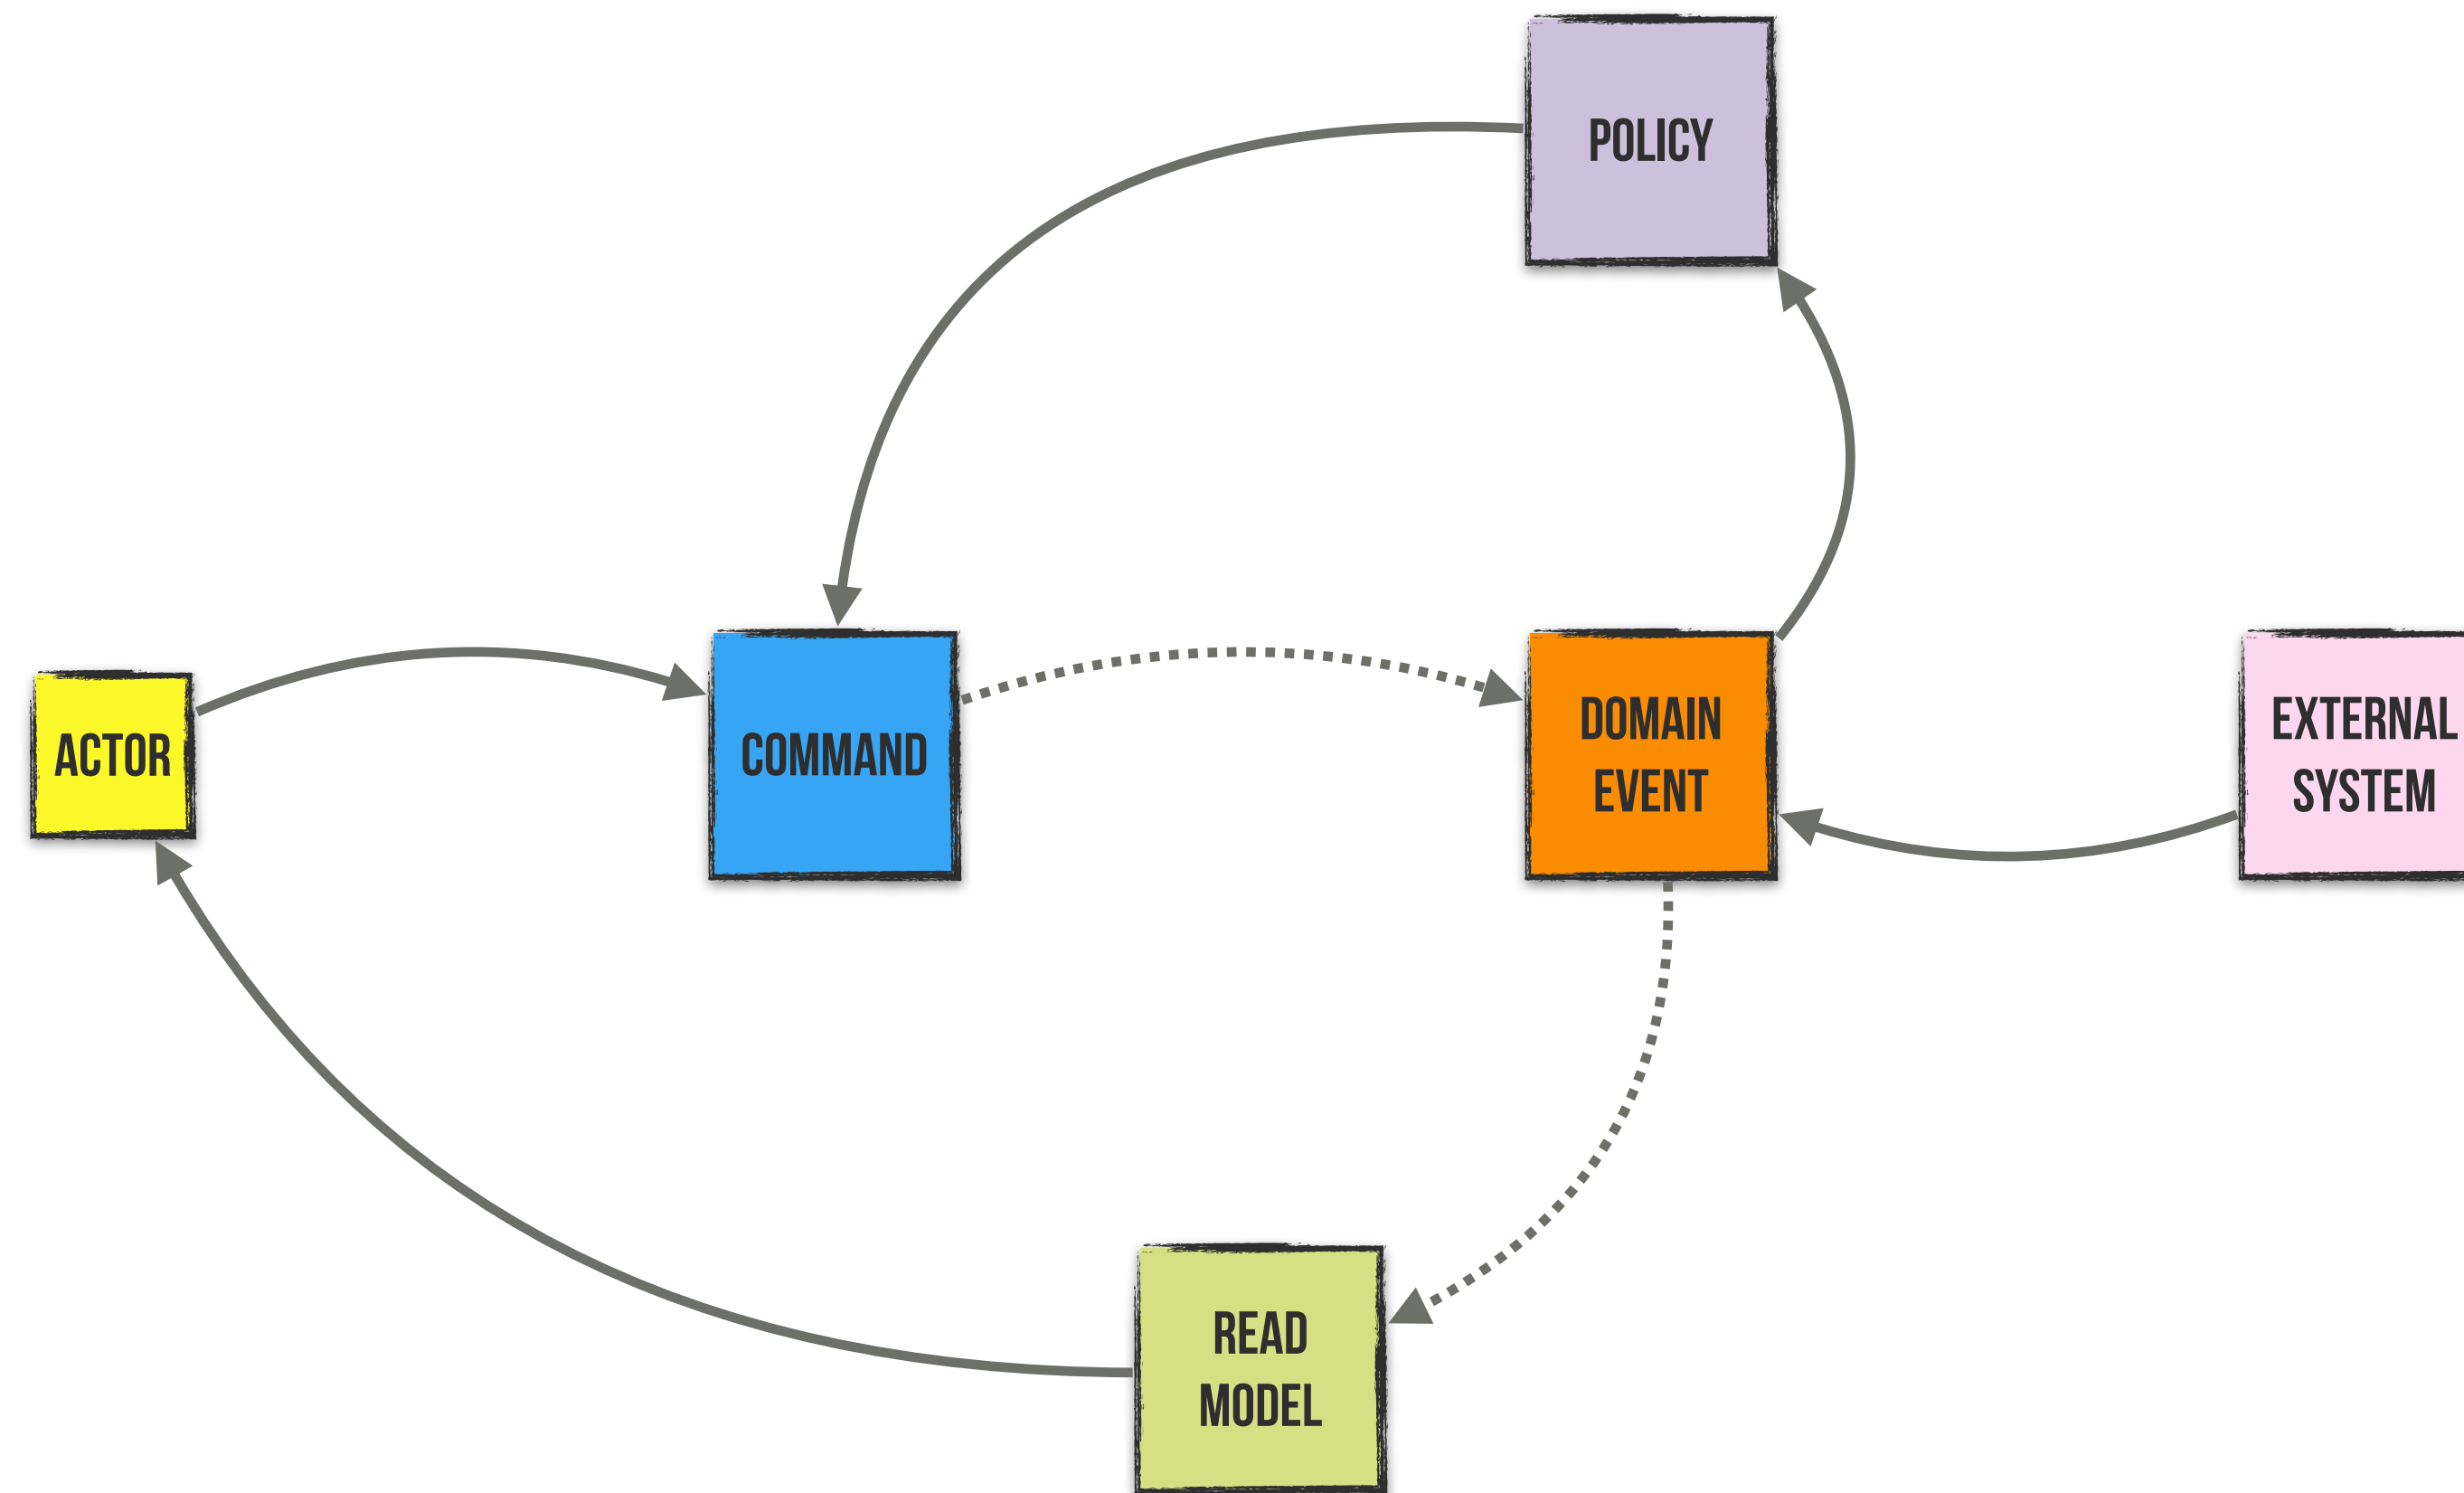 POLICY
ACTOR
COMMAND
DOMAIN
EVENT
EXTERNAL
SYSTEM
READ
MODEL